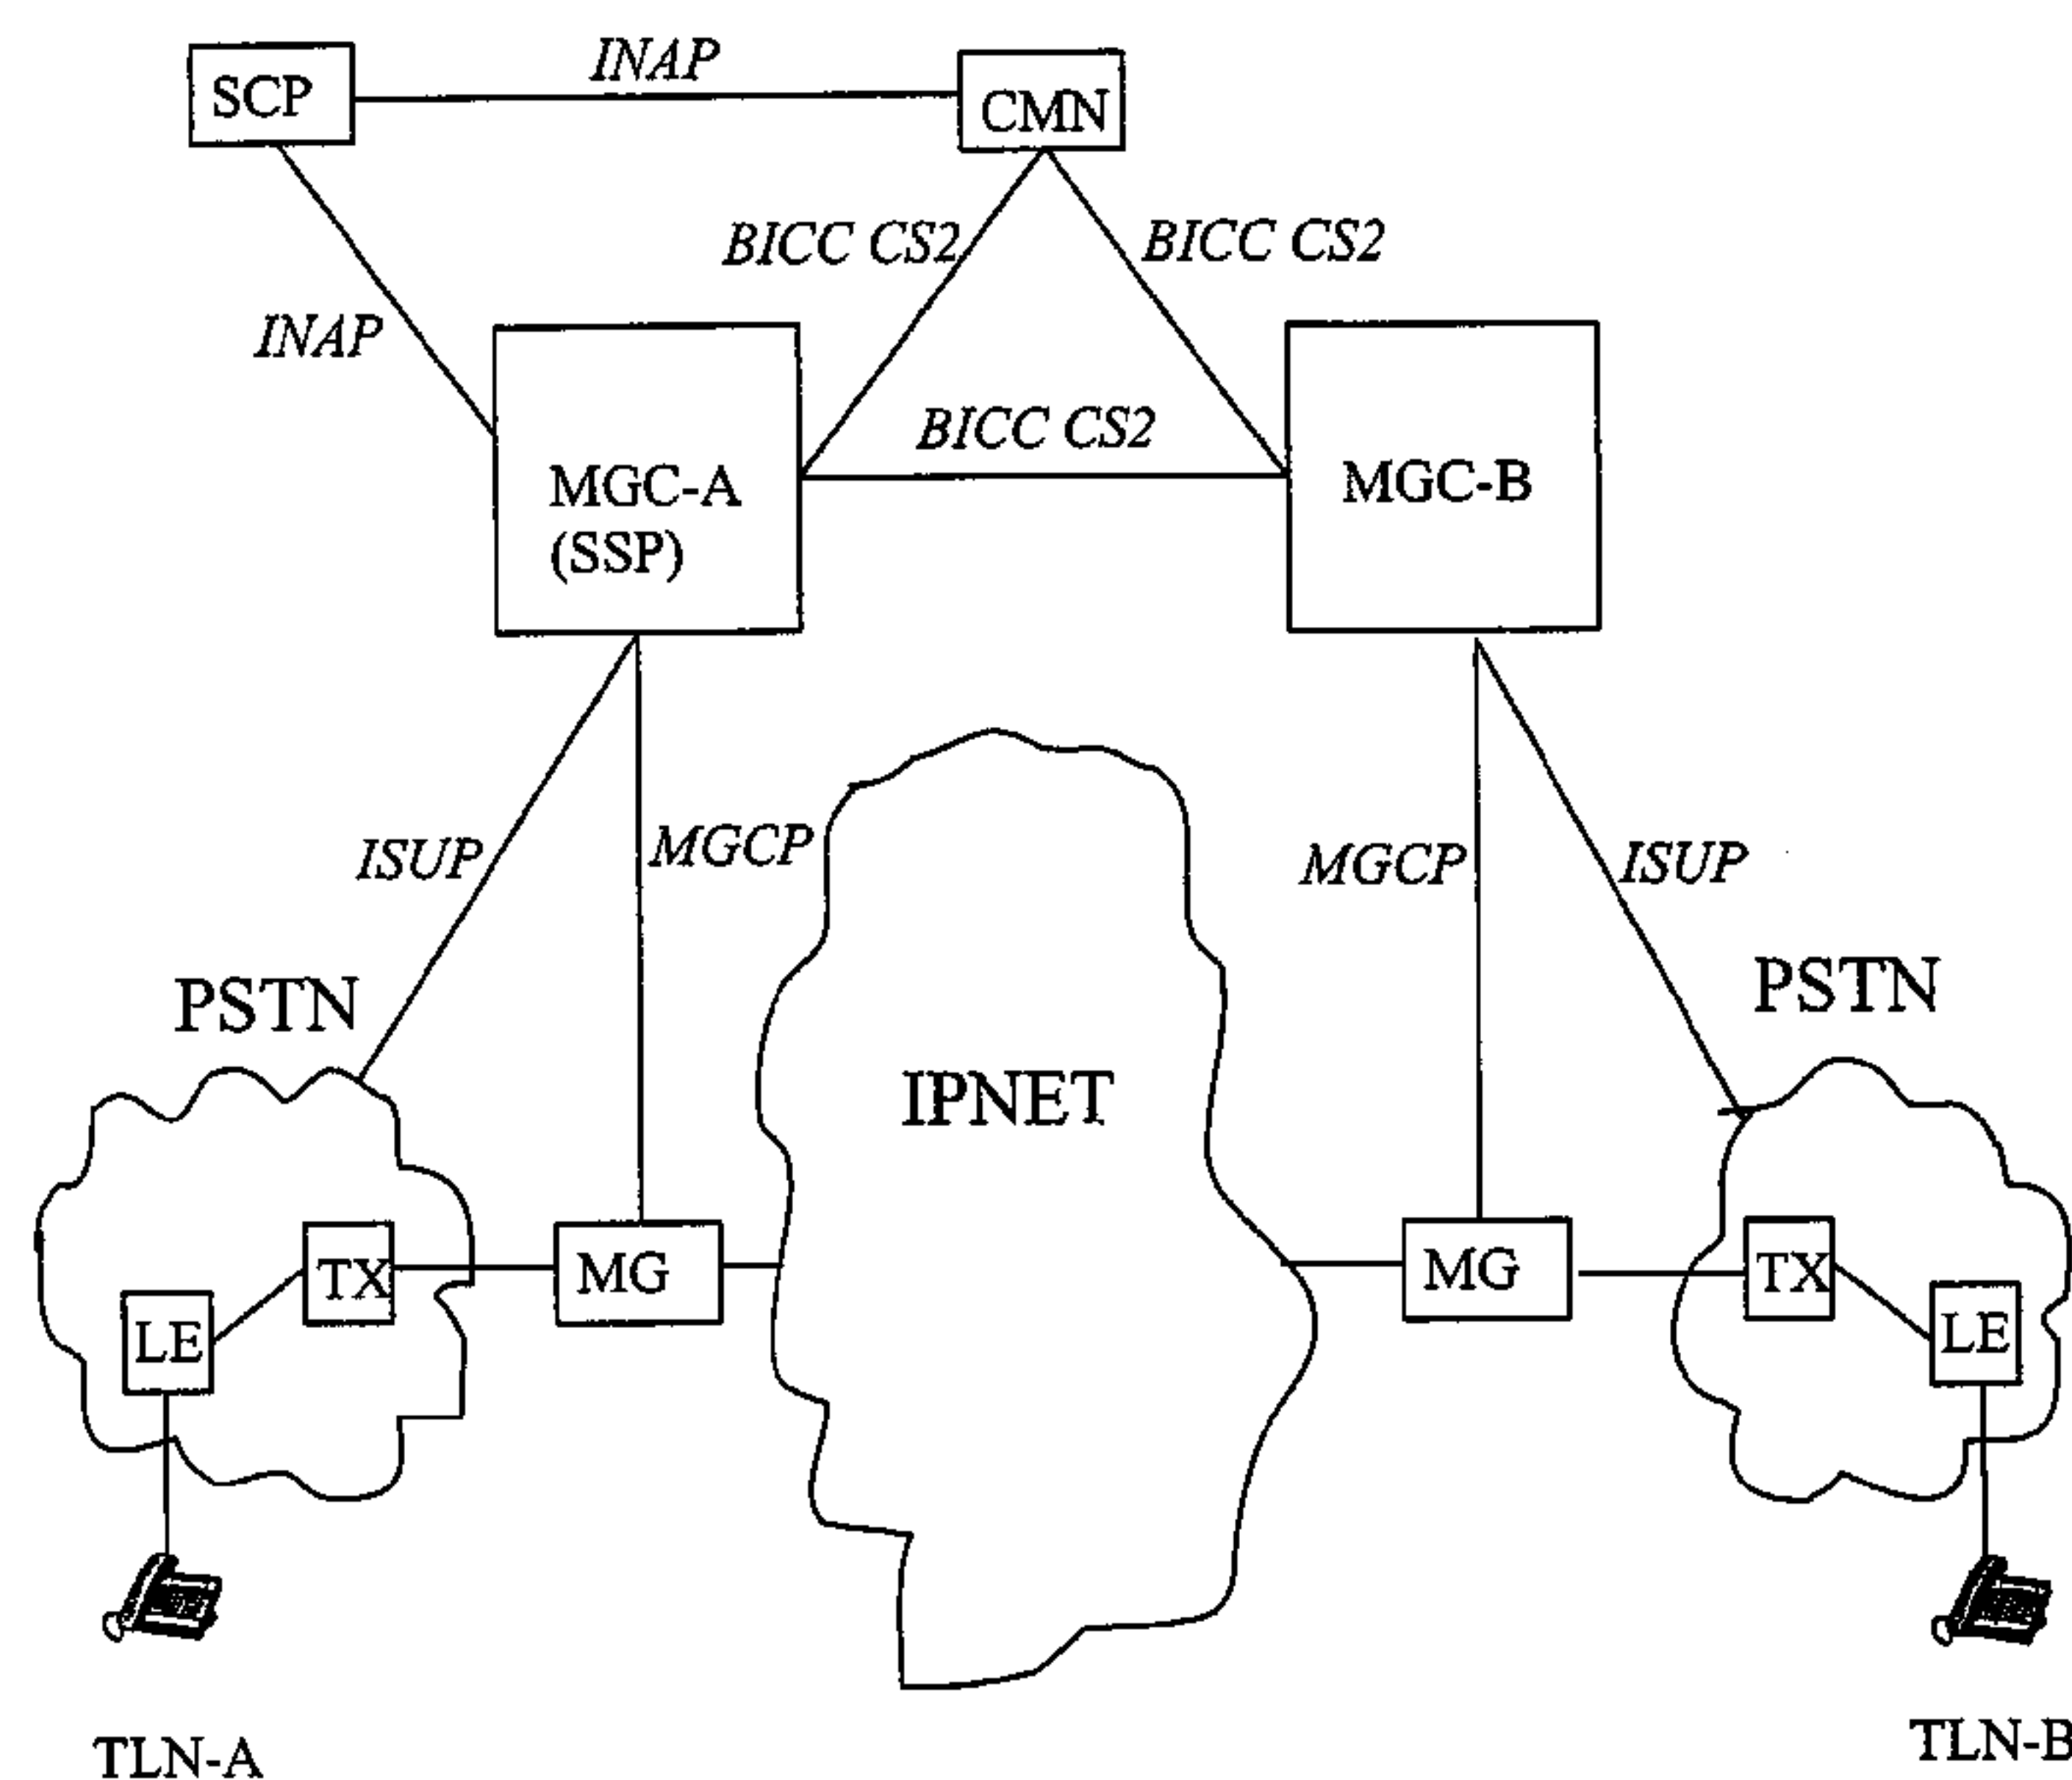 INAP
SCP
CMN
BICC CS2
BICC CS2
INAP
BICC CS2
MGC-A
(SSP)
MGC-B
ISUP
MGCP
MGCP
ISUP
PSTN
PSTN
IPNET
TX
MG
MG
TX
LE
LE
TLN-A
TLN-B